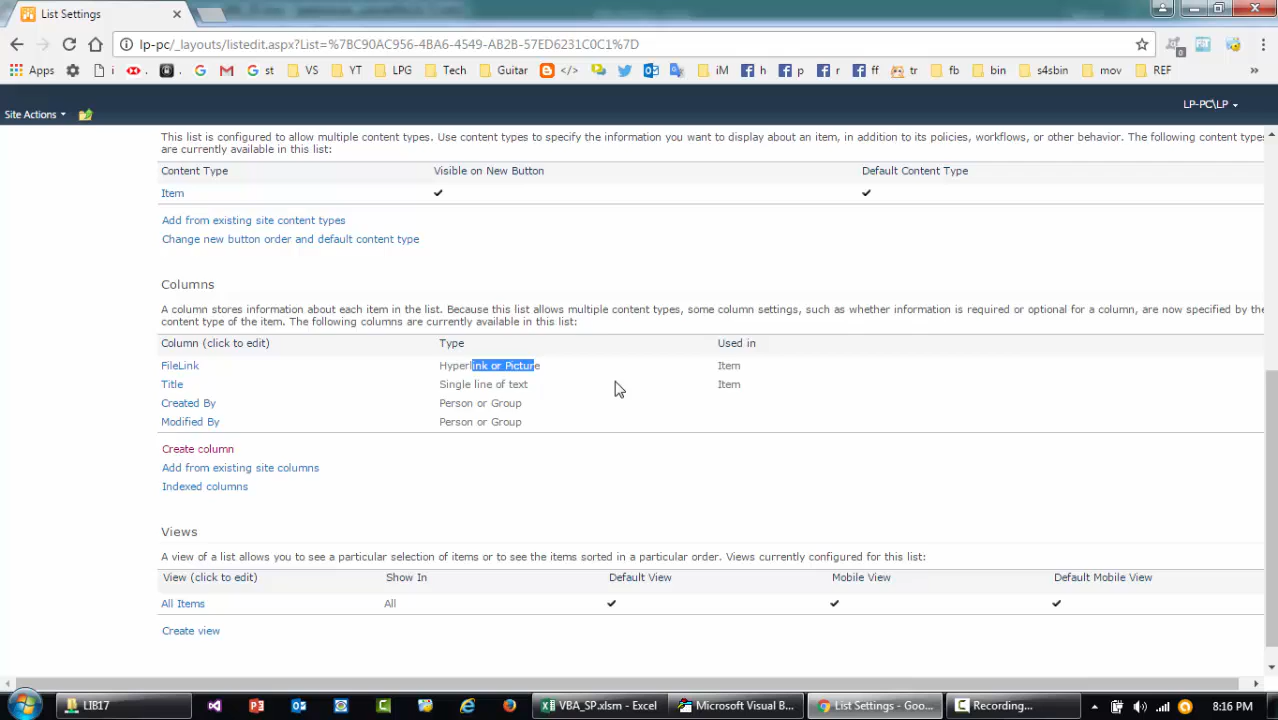 List Settings
lp-pc/_layouts/listedit.aspx?List=%7BC90AC956-4BA6-4549-AB2B-57ED6231C0C1%7D
Apps i G st VS YT LPG Tech Guitar </> iM h p r ff tr fb bin s4sbin mov REF »
Site Actions LP-PC\LP
This list is configured to allow multiple content types. Use content types to specify the information you want to display about an item, in addition to its policies, workflows, or other behavior. The following content types
are currently available in this list:
Content Type Visible on New Button Default Content Type
Item
Add from existing site content types
Change new button order and default content type
Columns
A column stores information about each item in the list. Because this list allows multiple content types, some column settings, such as whether information is required or optional for a column, are now specified by the
content type of the item. The following columns are currently available in this list:
Column (click to edit) Type Used in
FileLink Hyperlink or Picture Item
Title Single line of text Item
Created By Person or Group
Modified By Person or Group
Create column
Add from existing site columns
Indexed columns
Views
A view of a list allows you to see a particular selection of items or to see the items sorted in a particular order. Views currently configured for this list:
View (click to edit) Show In Default View Mobile View Default Mobile View
All Items All
Create view
LIB17 VBA_SP.xlsm - Excel Microsoft Visual B... List Settings - Goo... Recording... 8:16 PM